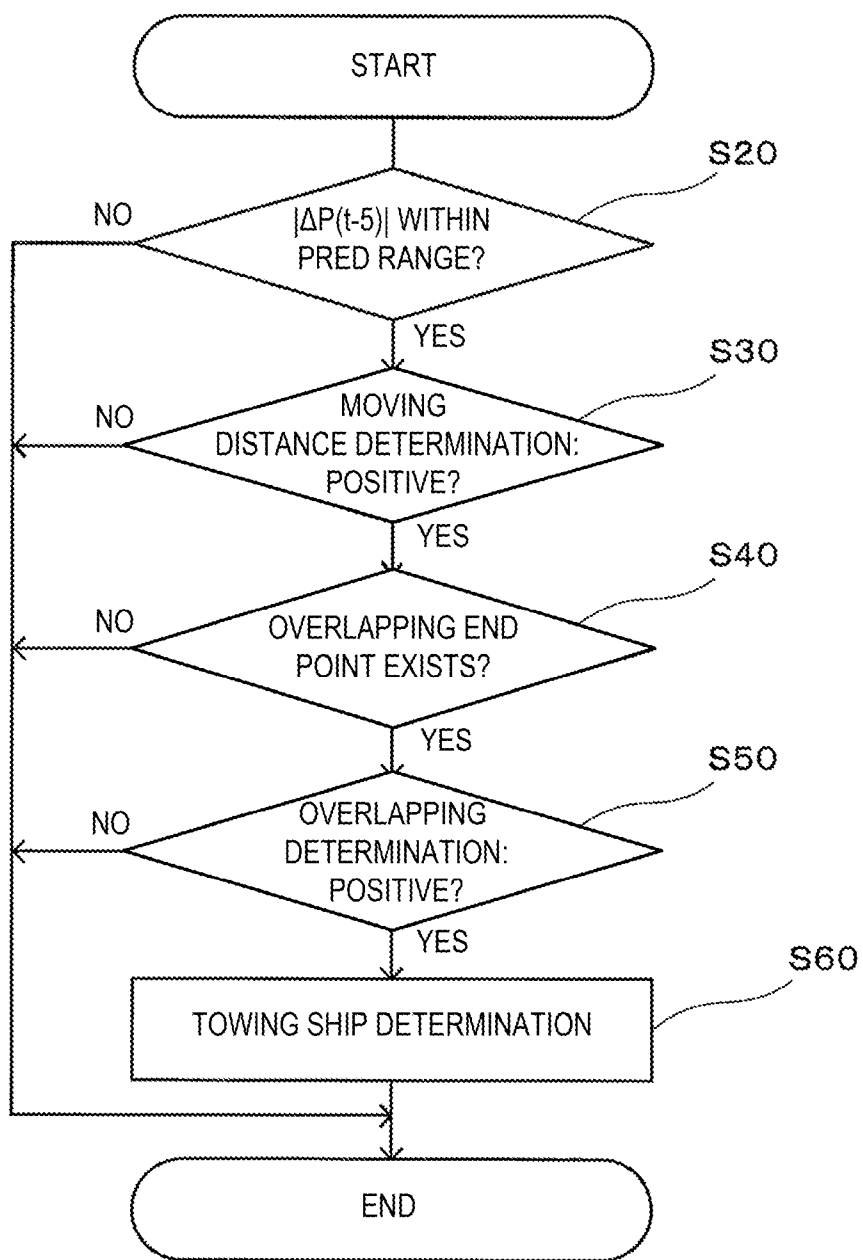 START
S20
NO
|ΔP(t-5)| WITHIN
PRED RANGE?
YES
S30
NO
MOVING
DISTANCE DETERMINATION:
POSITIVE?
YES
S40
NO
OVERLAPPING END
POINT EXISTS?
YES
S50
NO
OVERLAPPING
DETERMINATION:
POSITIVE?
YES
S60
TOWING SHIP DETERMINATION
END